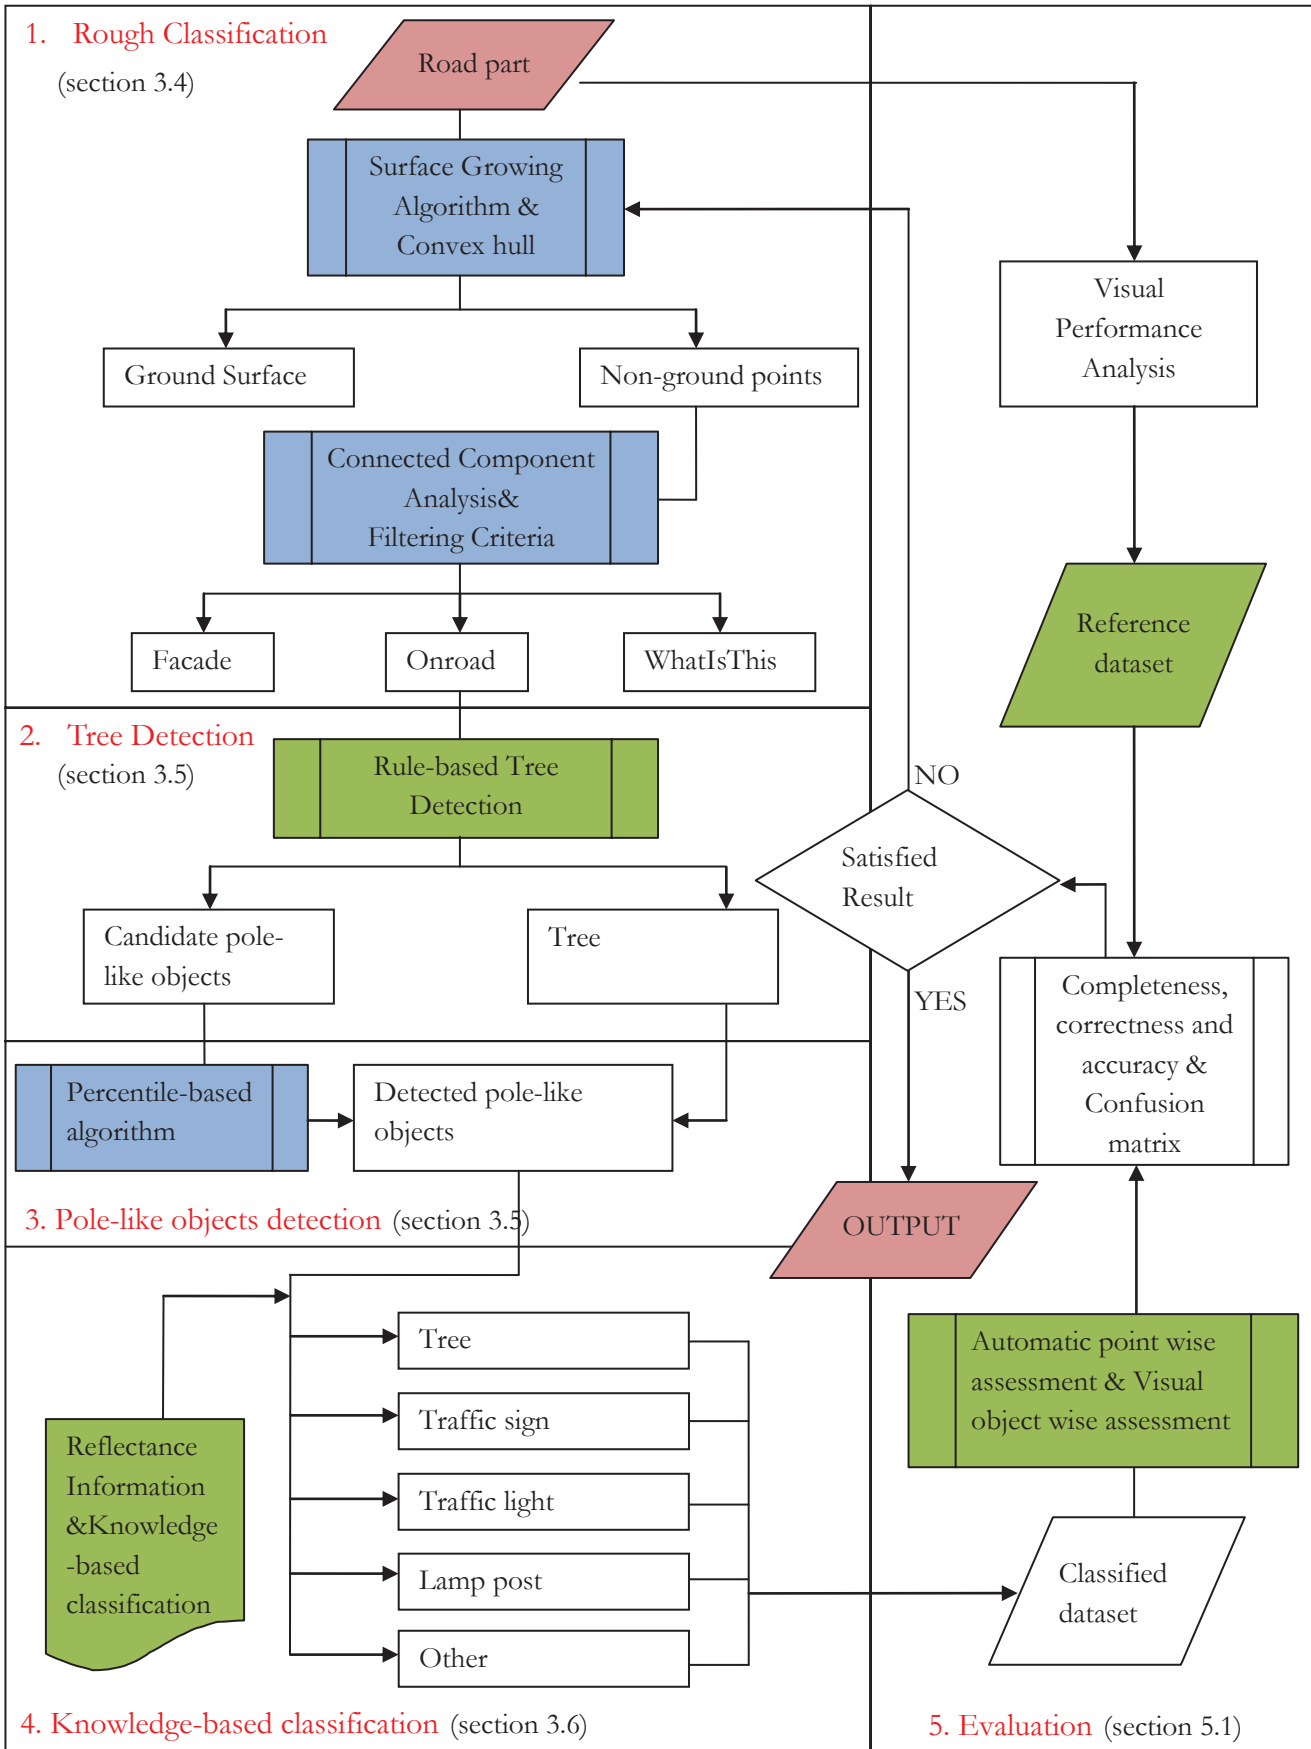 1. Rough Classification
(section 3.4)
Road part
Surface Growing
Algorithm &
Convex hull
Ground Surface
Non-ground points
Connected Component
Analysis&
Filtering Criteria
Facade
Onroad
WhatIsThis
2. Tree Detection
(section 3.5)
Rule-based Tree
Detection
Candidate pole-
like objects
Tree
Percentile-based
algorithm
Detected pole-like
objects
3. Pole-like objects detection (section 3.5)
Reflectance
Information
&Knowledge
-based
classification
Tree
Traffic sign
Traffic light
Lamp post
Other
4. Knowledge-based classification (section 3.6)
Visual
Performance
Analysis
Reference
dataset
NO
Satisfied
Result
YES
OUTPUT
Completeness,
correctness and
accuracy &
Confusion
matrix
Automatic point wise
assessment & Visual
object wise assessment
Classified
dataset
5. Evaluation (section 5.1)